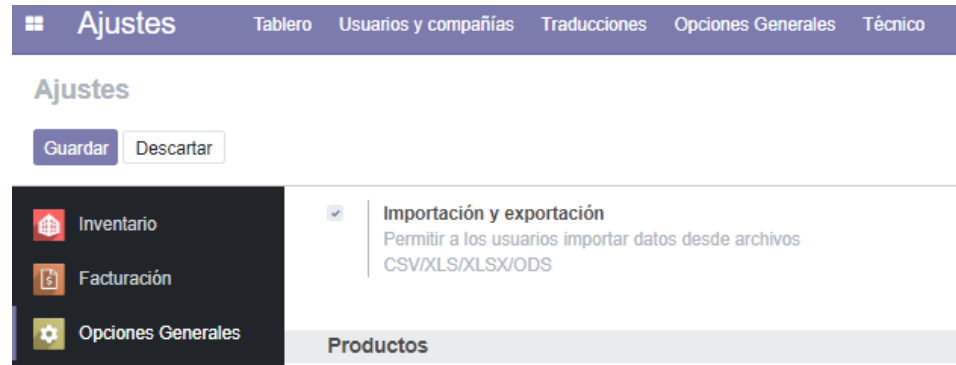 Ajustes Tablero Usuarios y compañías Traducciones Opciones Generales Técnico
Ajustes
Guardar Descartar
Inventario
Facturación
Opciones Generales
Importación y exportación
Permitir a los usuarios importar datos desde archivos
CSV/XLS/XLSX/ODS
Productos